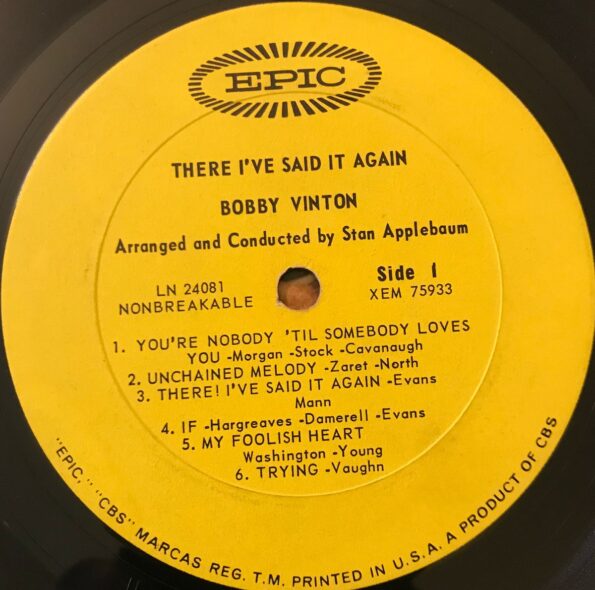 EPIC
THERE I'VE SAID IT AGAIN
BOBBY VINTON
Arranged and Conducted by Stan Applebaum
LN 24081
NONBREAKABLE
Side 1
XEM 75933
1. YOU'RE NOBODY 'TIL SOMEBODY LOVES
YOU -Morgan -Stock -Cavanaugh
2. UNCHAINED MELODY -Zaret -North
3. THERE! I'VE SAID IT AGAIN -Evans
Mann
4. IF -Hargreaves -Damerell -Evans
5. MY FOOLISH HEART
Washington -Young
6. TRYING -Vaughn
"EPIC," "CBS" MARCAS REG. T.M. PRINTED IN U.S.A. A PRODUCT OF CBS